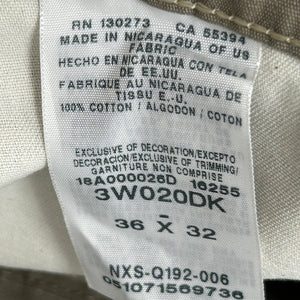 RN 130273 CA 55394
MADE IN NICARAGUA OF US
FABRIC
HECHO EN NICARAGUA CON TELA
DE EE.UU.
FABRIQUE AU NICARAGUA DE
TISSU E.-U.
100% COTTON / ALGODON / COTON
EXCLUSIVE OF DECORATION/EXCEPTO
DECORACION/EXCLUSIVE OF TRIMMING/
GARNITURE NON COMPRISE
18A000026D 16255
3W020DK
-
36 X 32
NXS-Q192-006
051071569736